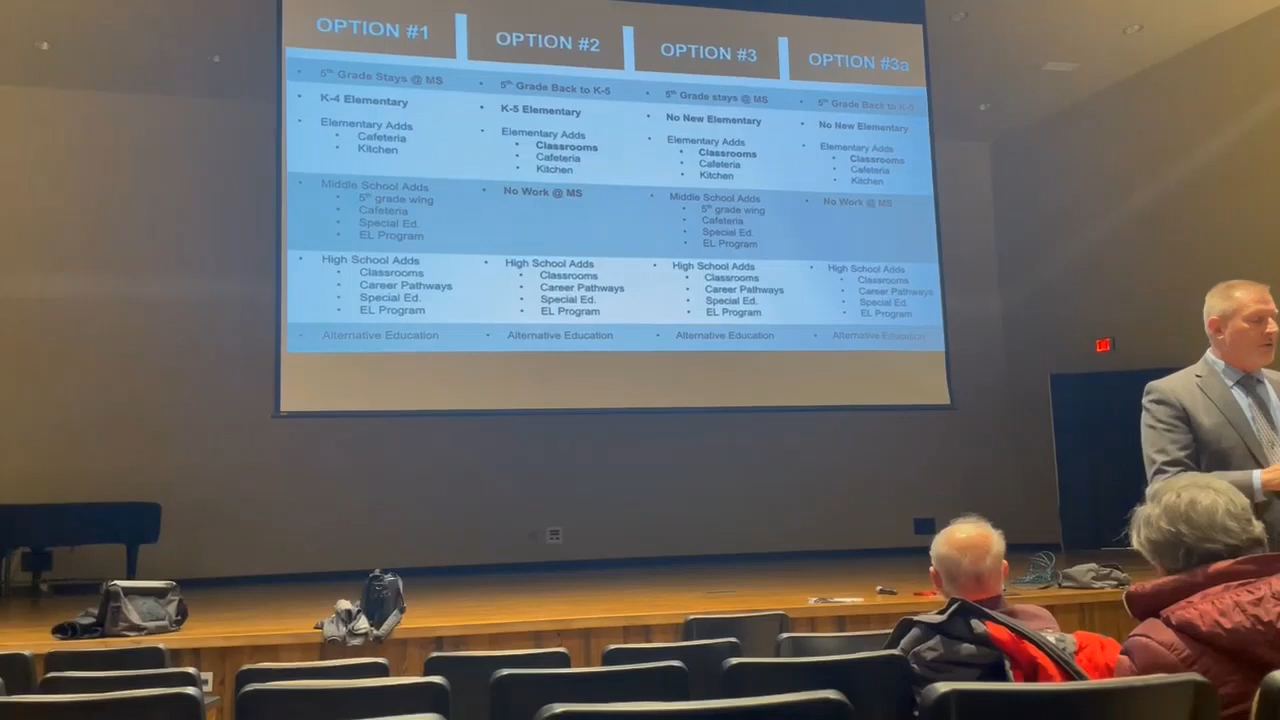 OPTION #1
• 5th Grade Stays @ MS
• K-4 Elementary
• Elementary Adds
• Cafeteria
• Kitchen
• Middle School Adds
• 5th grade wing
• Cafeteria
• Special Ed.
• EL Program
• High School Adds
• Classrooms
• Career Pathways
• Special Ed.
• EL Program
• Alternative Education
OPTION #2
• 5th Grade Back to K-5
• K-5 Elementary
• Elementary Adds
• Classrooms
• Cafeteria
• Kitchen
• No Work @ MS
• High School Adds
• Classrooms
• Career Pathways
• Special Ed.
• EL Program
• Alternative Education
OPTION #3
• 5th Grade stays @ MS
• No New Elementary
• Elementary Adds
• Classrooms
• Cafeteria
• Kitchen
• Middle School Adds
• 5th grade wing
• Cafeteria
• Special Ed.
• EL Program
• High School Adds
• Classrooms
• Career Pathways
• Special Ed.
• EL Program
• Alternative Education
OPTION #3a
• 5th Grade Back to K-5
• No New Elementary
• Elementary Adds
• Classrooms
• Cafeteria
• Kitchen
• No Work @ MS
• High School Adds
• Classrooms
• Career Pathways
• Special Ed.
• EL Program
• Alternative Education